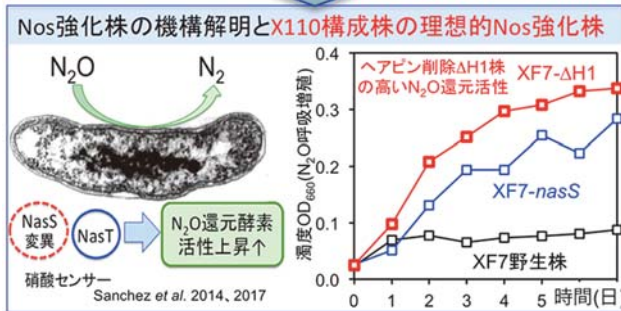 Nos強化株の機構解明とX110構成株の理想的Nos強化株
N₂O
N₂
NasS
変異
NasT
N₂O還元酵素
活性上昇↑
硝酸センサー
Sanchez et al. 2014、2017
濁度OD₆₆₀(N₂O呼吸増殖)
0.4
0.3
0.2
0.1
0.0
ヘアピン削除ΔH1株
の高いN₂O還元活性
XF7-ΔH1
XF7-nasS
XF7野生株
0
1
2
3
4
5
時間(日)